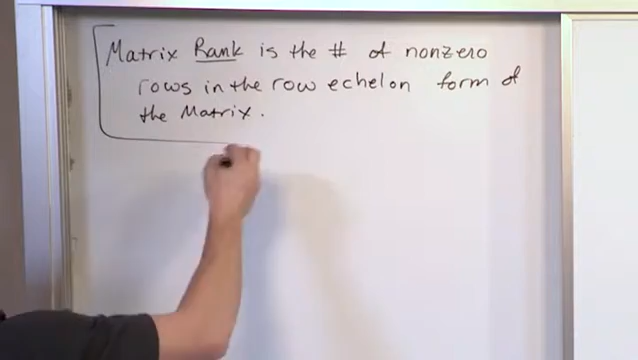 Matrix Rank is the # of nonzero
rows in the row echelon form of
the Matrix.